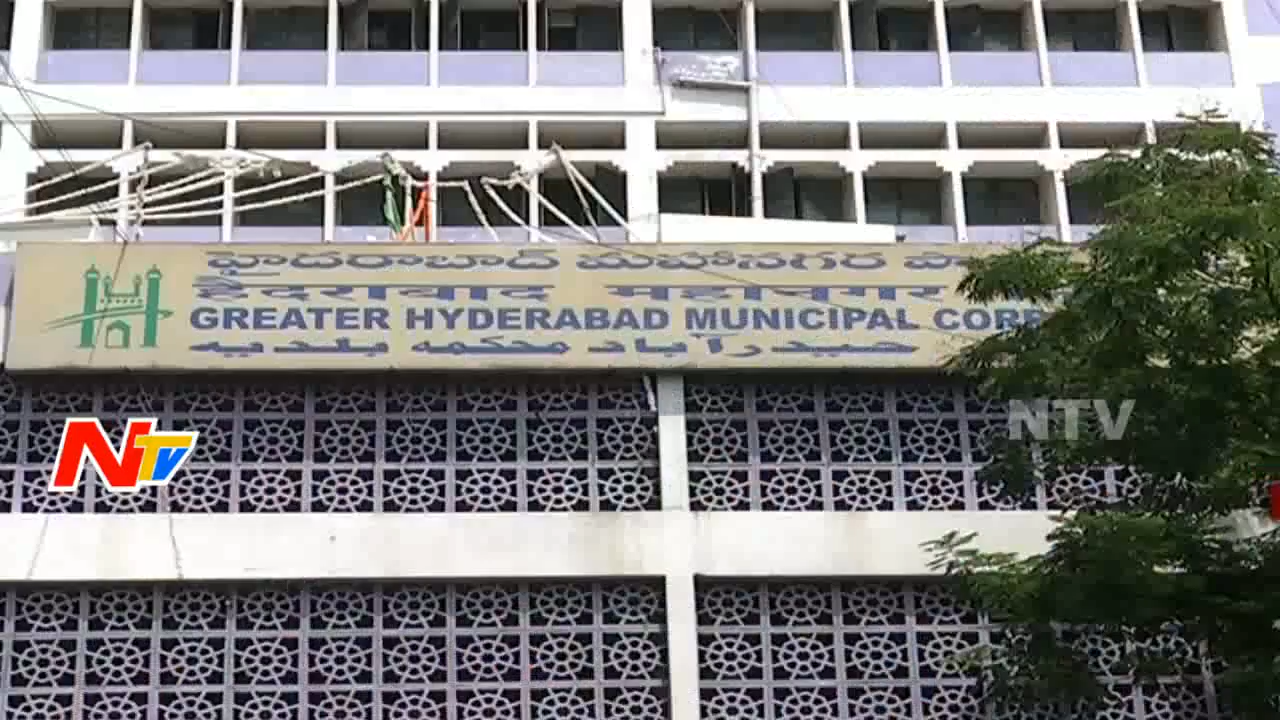 హైదరాబాద్ మహానగర పా
हैदराबाद महानगर
GREATER HYDERABAD MUNICIPAL CORP
حیدرآباد محکمہ بلدیہ
NTV
NTV